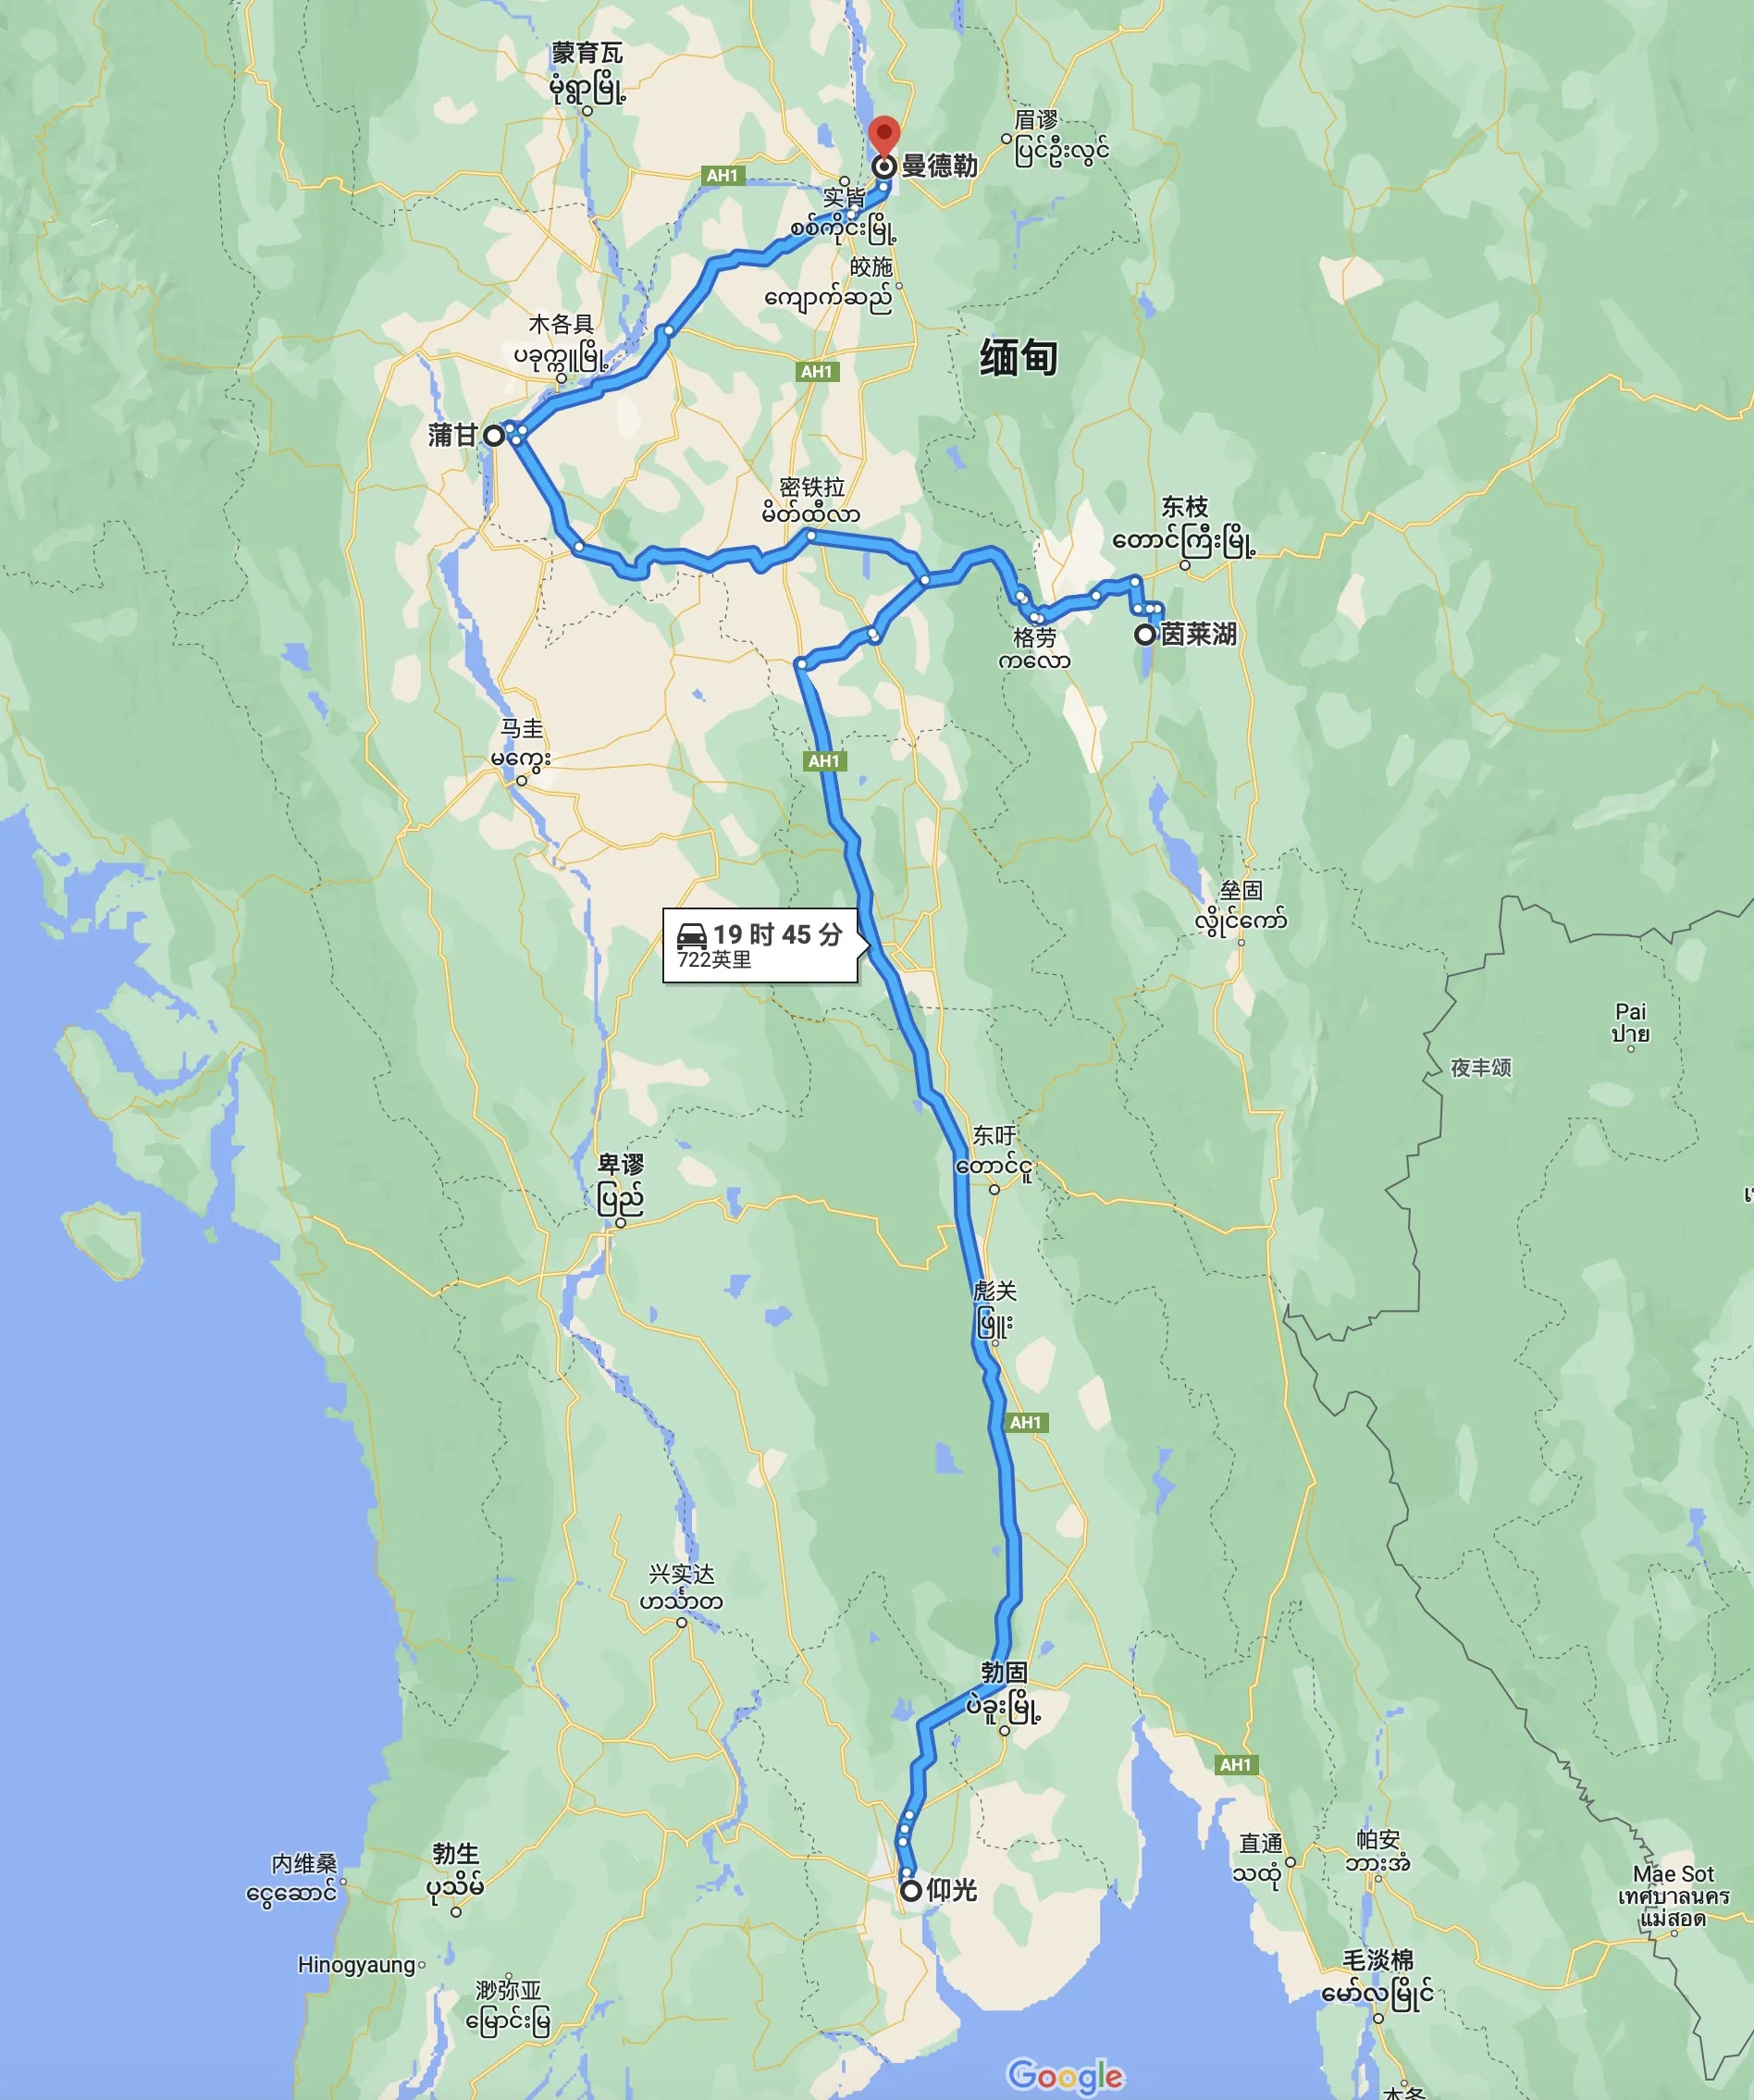 蒙育瓦
မုံရွာမြို့
眉谬
ပြင်ဦးလွင်
曼德勒
AH1
实皆
စစ်ကိုင်းမြို့
皎施
ကျောက်ဆည်
木各具
ပခုက္ကူမြို့
缅甸
AH1
蒲甘
密铁拉
မိတ်ထီလာ
东枝
တောင်ကြီးမြို့
茵莱湖
格劳
ကလော
马圭
မကွေး
AH1
垒固
လွိုင်ကော်
19 时 45 分
722英里
Pai
ปาย
夜丰颂
东吁
တောင်ငူ
卑谬
ပြည်
彪关
ဖြူး
AH1
兴实达
ဟင်္သာတ
勃固
ပဲခူးမြို့
AH1
直通
သထုံ
帕安
ဘားအံ
内维桑
ငွေဆောင်
勃生
ပုသိမ်
仰光
Mae Sot
เทศบาลนคร
แม่สอด
Hinogyaung
渺弥亚
မြောင်းမြ
毛淡棉
မော်လမြိုင်
Google